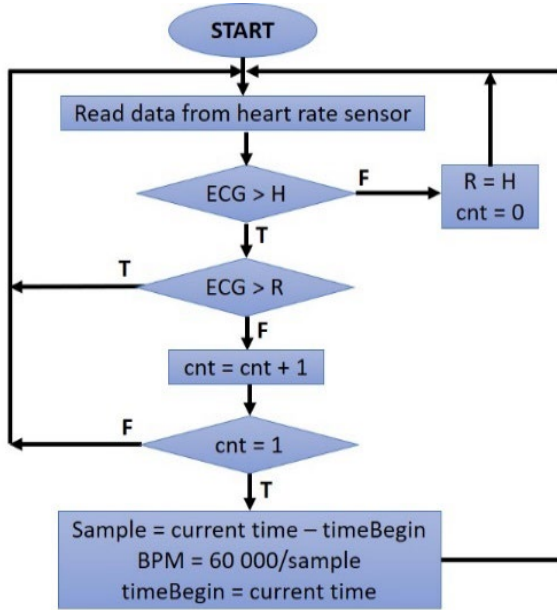 START
Read data from heart rate sensor
ECG > H
F
R = H
cnt = 0
T
T
ECG > R
F
cnt = cnt + 1
F
cnt = 1
T
Sample = current time – timeBegin
BPM = 60 000/sample
timeBegin = current time